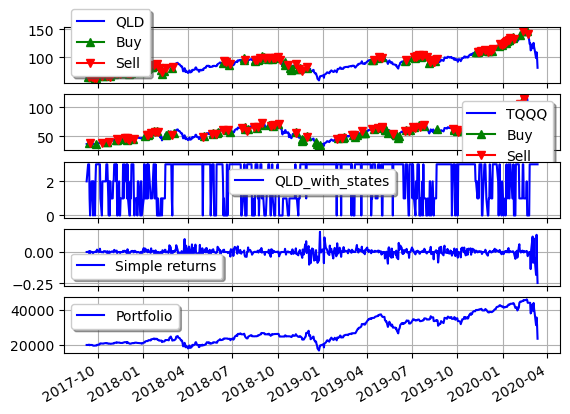 150
100
QLD
Buy
Sell
100
50
TQQQ
Buy
Sell
2
0
QLD_with_states
0.00
−0.25
Simple returns
40000
20000
Portfolio
2017-10 2018-01 2018-04 2018-07 2018-10 2019-01 2019-04 2019-07 2019-10 2020-01 2020-04